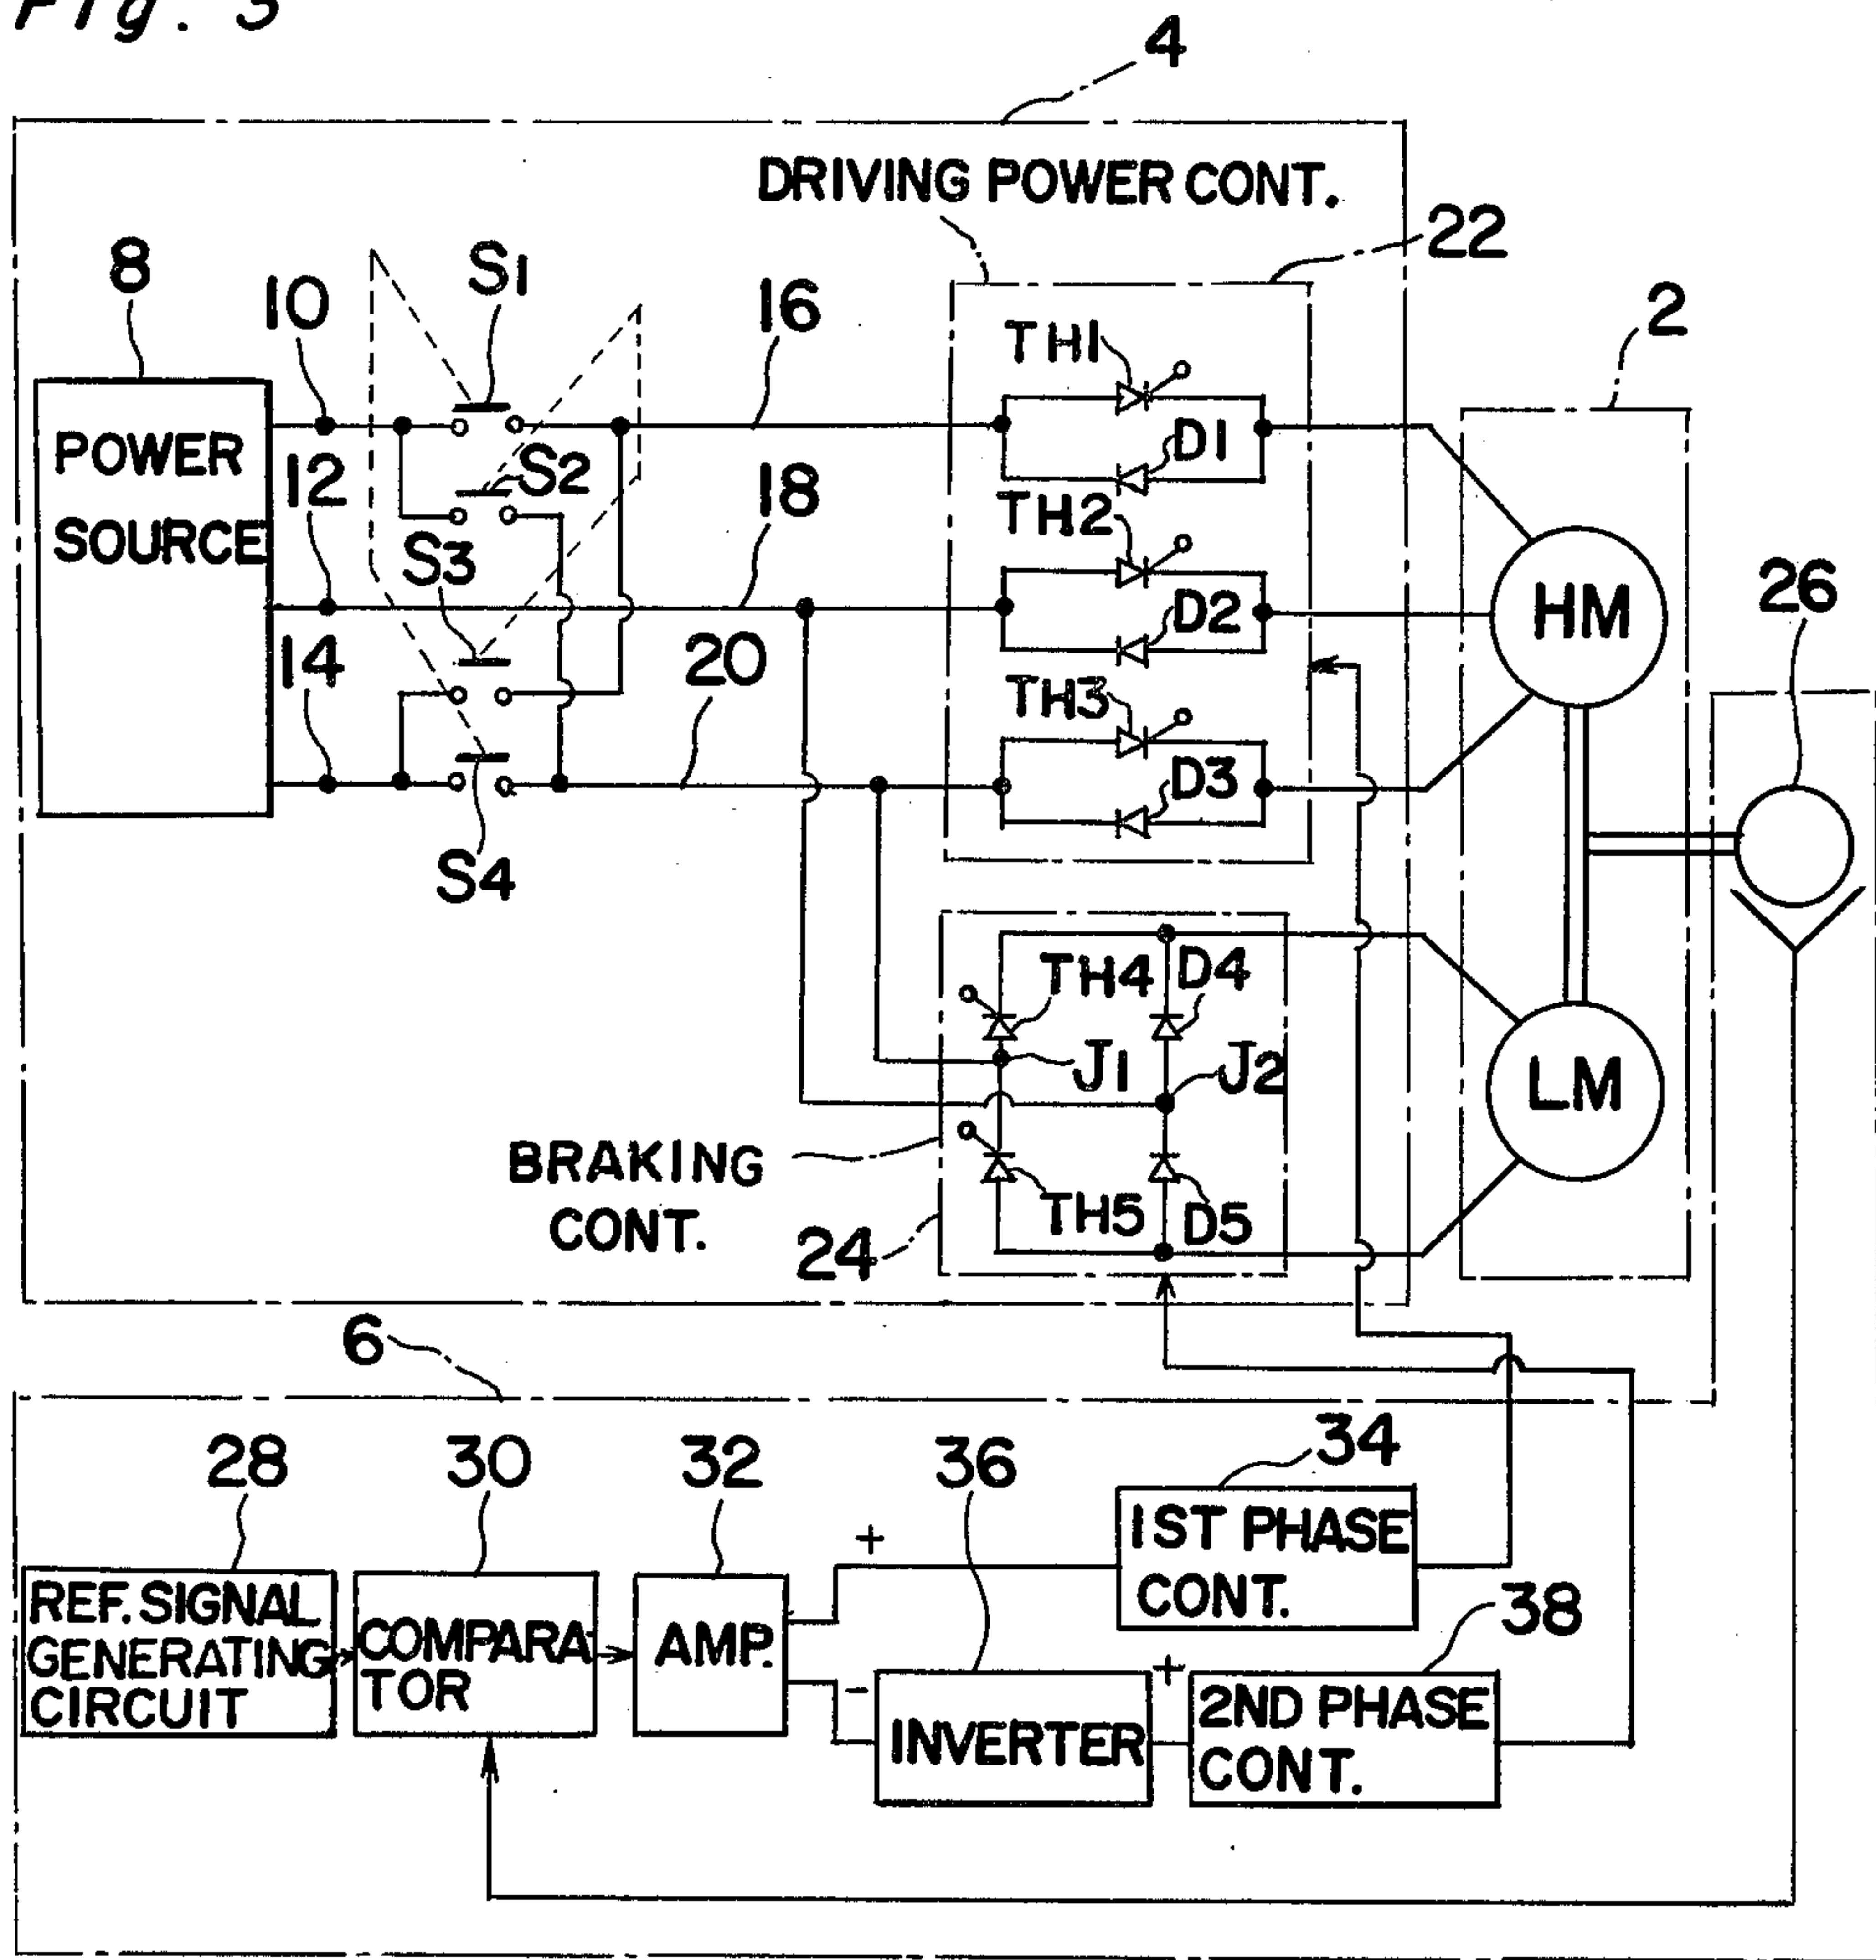 Fig. 3
4
DRIVING POWER CONT.
22
8
10
S1
16
2
TH1
POWER
SOURCE
12
S2
18
D1
TH2
S3
26
HM
D2
14
20
TH3
D3
S4
TH4
D4
J1
J2
LM
BRAKING
CONT.
TH5
D5
24
6
28
30
32
36
34
+
1ST PHASE
CONT.
38
REF. SIGNAL
GENERATING
CIRCUIT
COMPARA
TOR
AMP.
-
INVERTER
+
2ND PHASE
CONT.